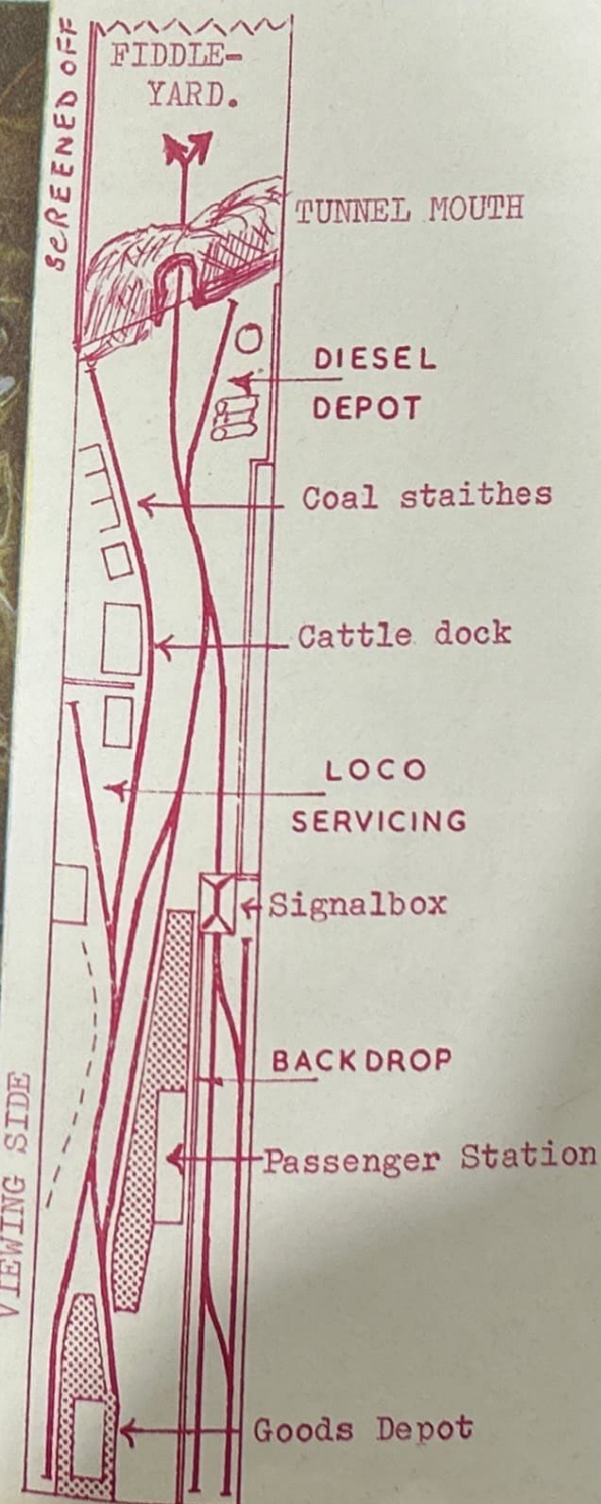 SCREENED OFF
FIDDLE-
YARD.
TUNNEL MOUTH
DIESEL
DEPOT
Coal staithes
Cattle dock
LOCO
SERVICING
Signalbox
BACKDROP
VIEWING SIDE
Passenger Station
Goods Depot